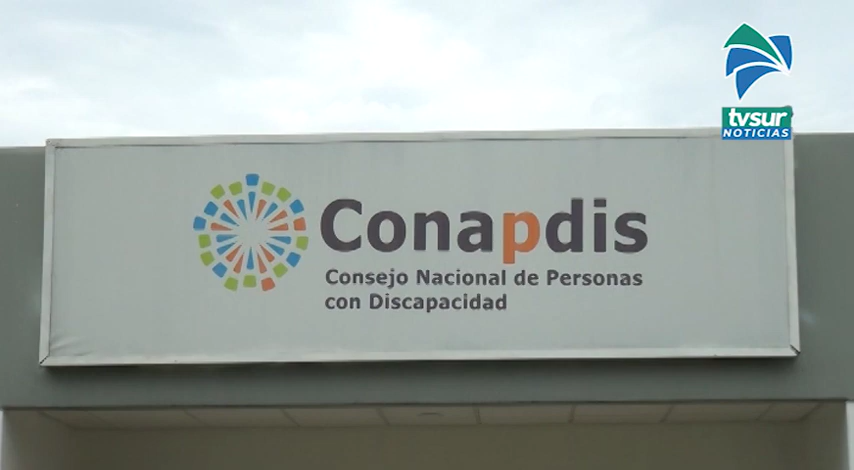 tvsur
NOTICIAS
Conapdis
Consejo Nacional de Personas
con Discapacidad